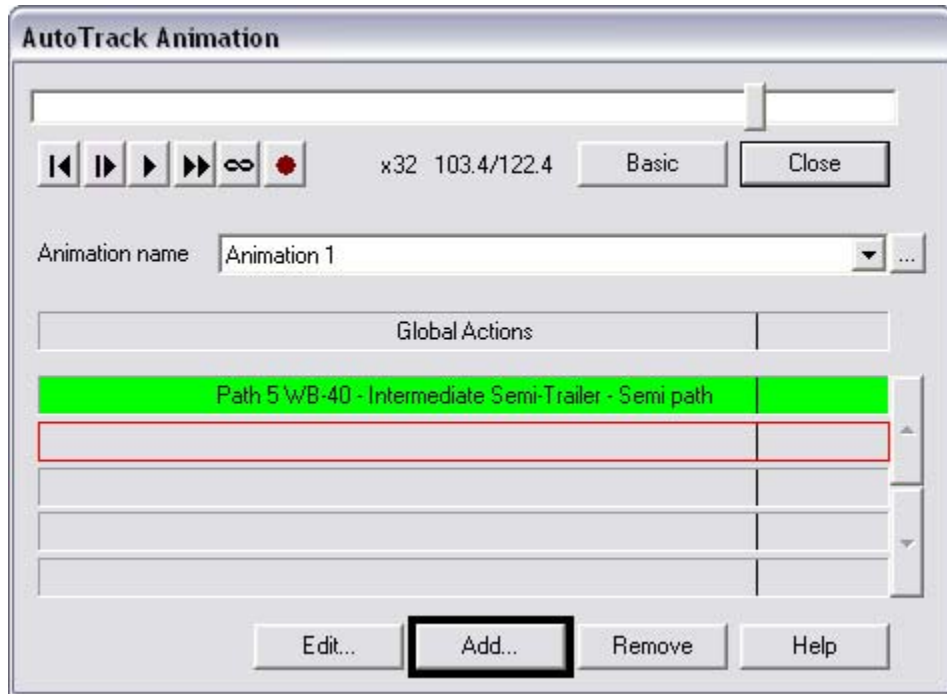 AutoTrack Animation
x32 103.4/122.4 Basic Close
Animation name Animation 1 ...
Global Actions
Path 5 WB-40 - Intermediate Semi-Trailer - Semi path
Edit... Add... Remove Help